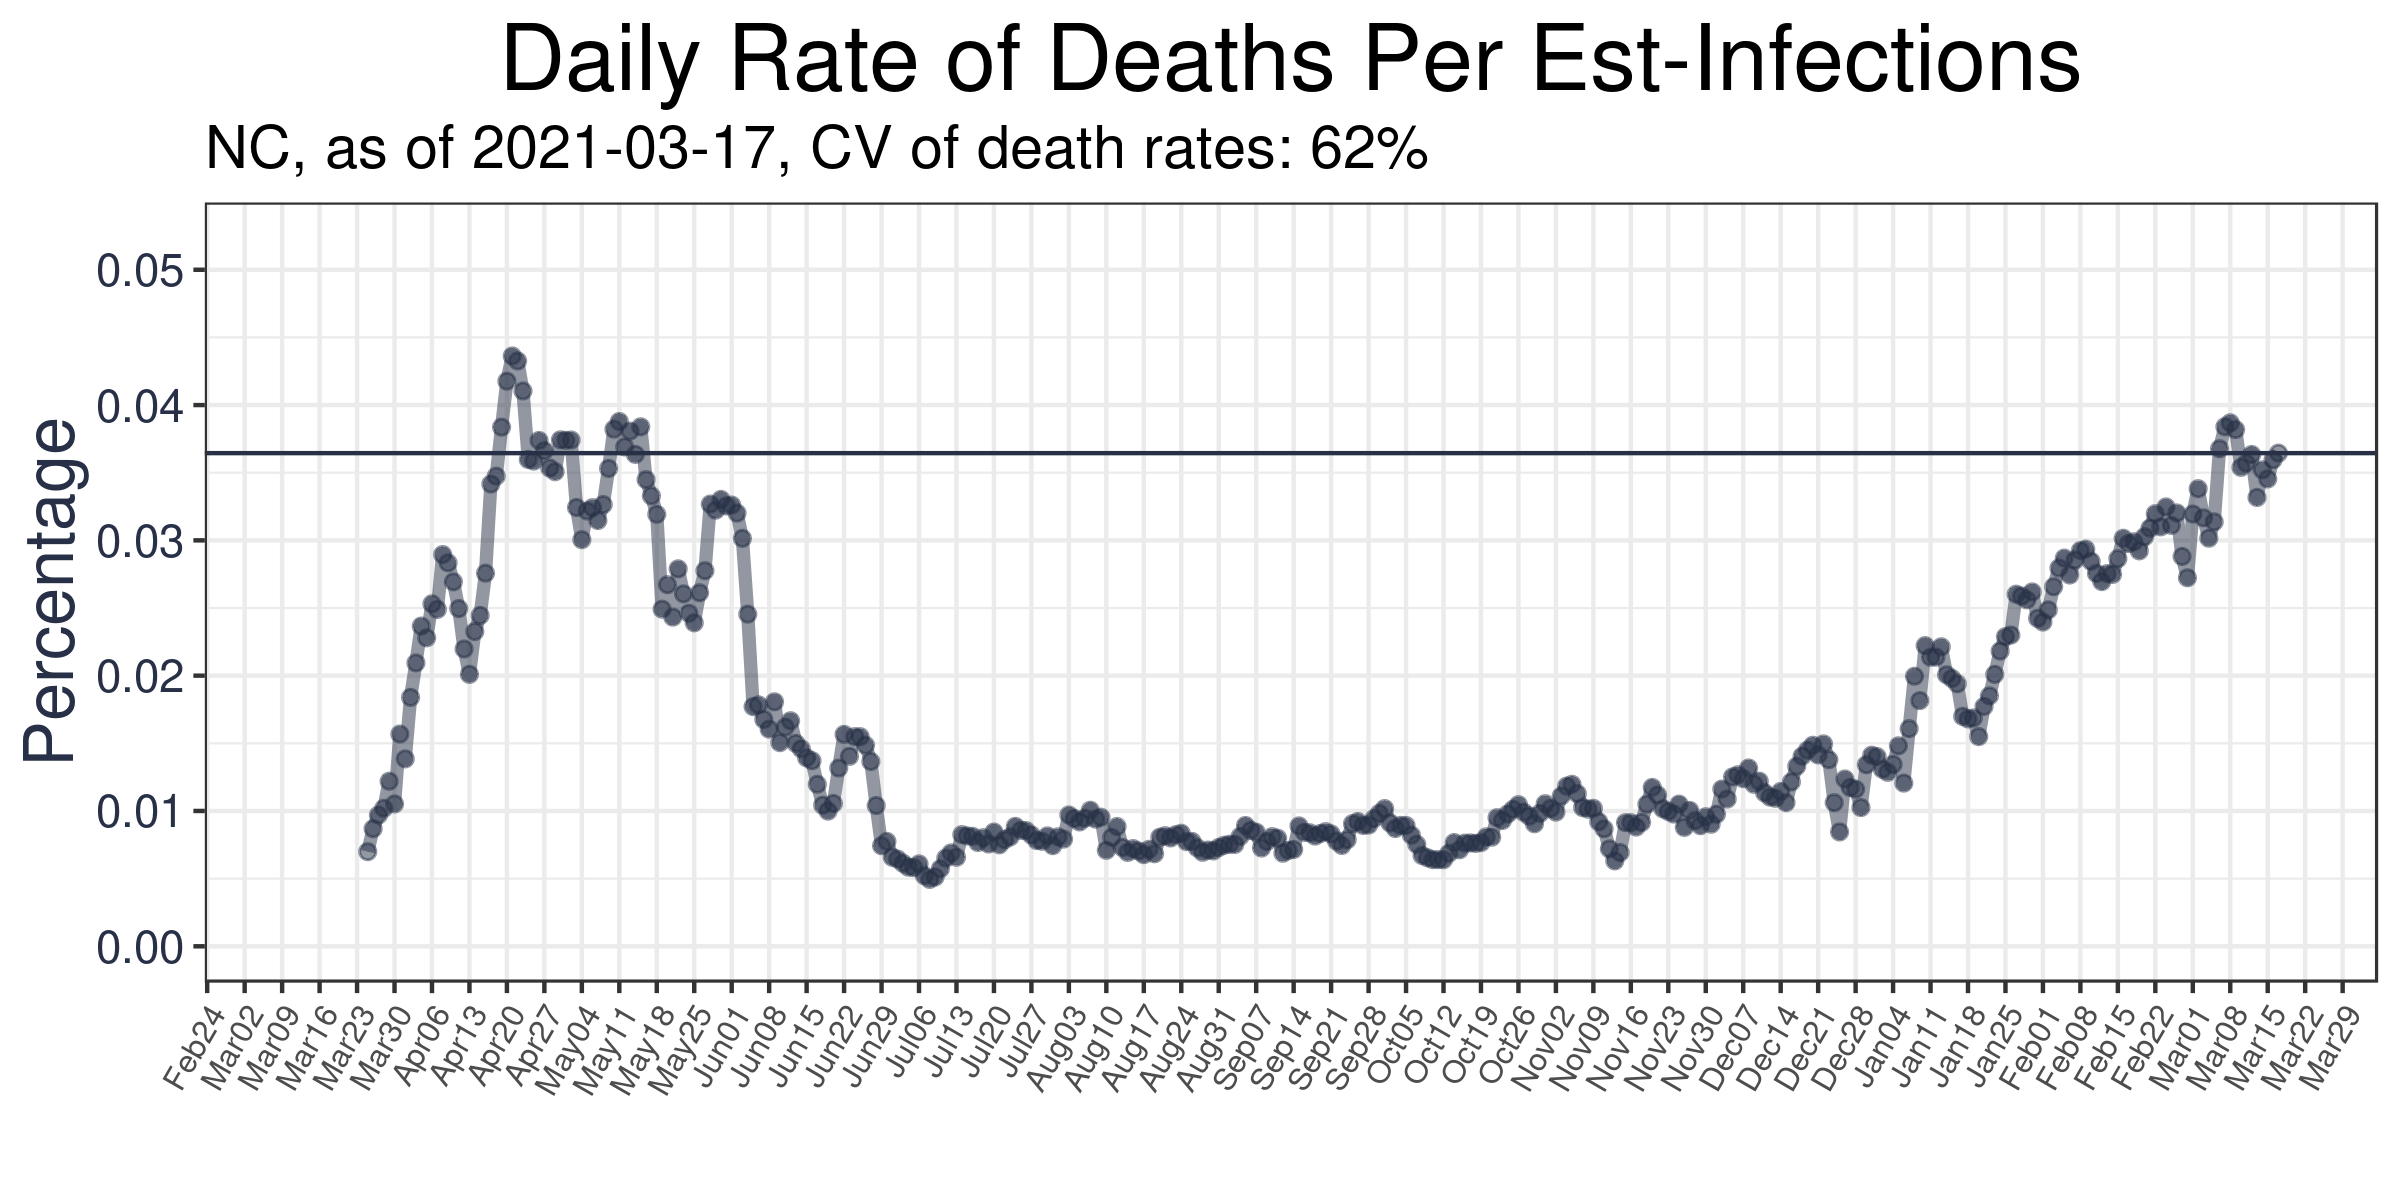 Daily Rate of Deaths Per Est-Infections
NC, as of 2021-03-17, CV of death rates: 62%
Percentage
0.05
0.04
0.03
0.02
0.01
0.00
Feb24
Mar02
Mar09
Mar16
Mar23
Mar30
Apr06
Apr13
Apr20
Apr27
May04
May11
May18
May25
Jun01
Jun08
Jun15
Jun22
Jun29
Jul06
Jul13
Jul20
Jul27
Aug03
Aug10
Aug17
Aug24
Aug31
Sep07
Sep14
Sep21
Sep28
Oct05
Oct12
Oct19
Oct26
Nov02
Nov09
Nov16
Nov23
Nov30
Dec07
Dec14
Dec21
Dec28
Jan04
Jan11
Jan18
Jan25
Feb01
Feb08
Feb15
Feb22
Mar01
Mar08
Mar15
Mar22
Mar29